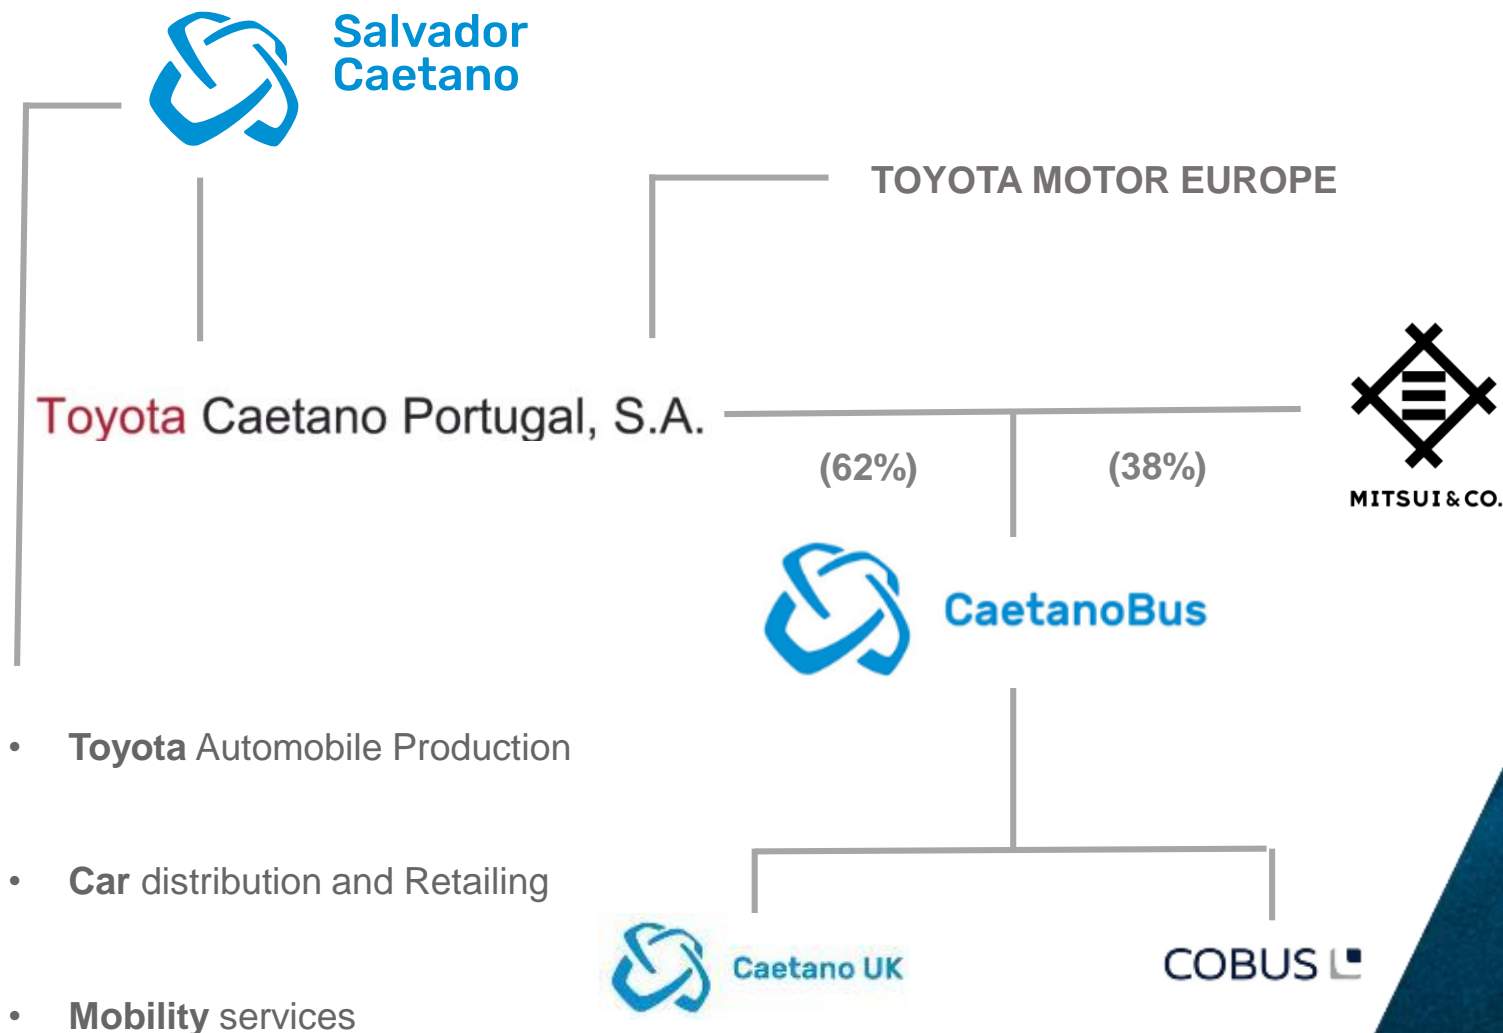 Salvador
Caetano
TOYOTA MOTOR EUROPE
Toyota Caetano Portugal, S.A.
(62%)
(38%)
MITSUI & CO.
CaetanoBus
• Toyota Automobile Production
• Car distribution and Retailing
Caetano UK
COBUS
• Mobility services